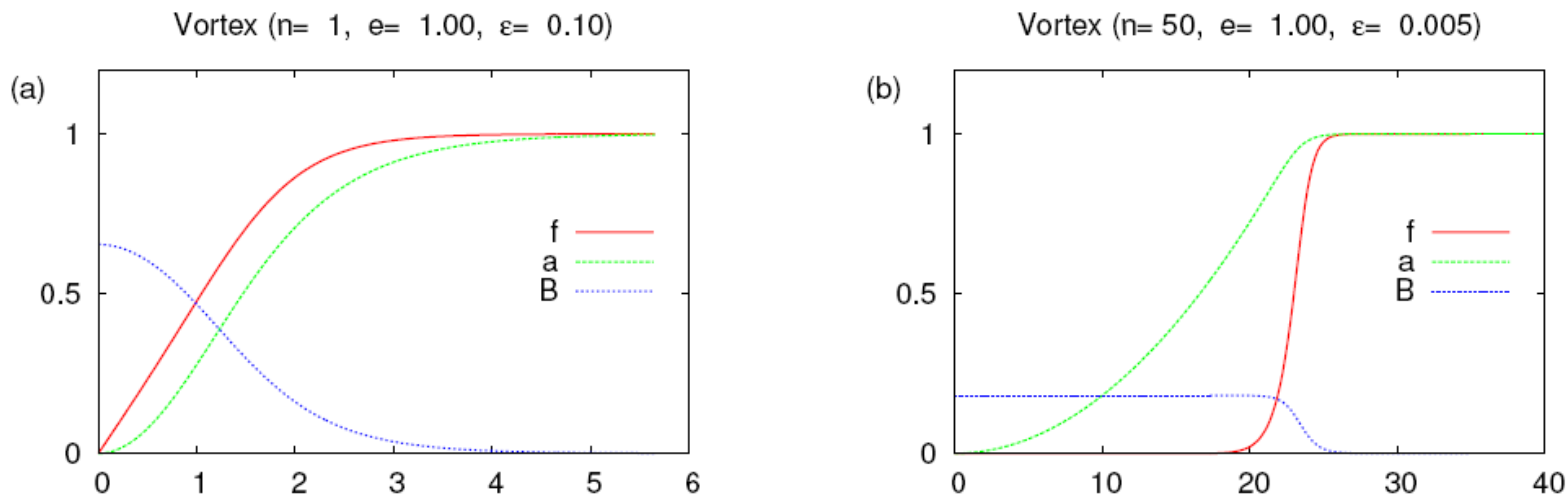 Vortex (n= 1, e= 1.00, ε= 0.10)
(a)
1
0.5
0
f
a
B
0 1 2 3 4 5 6
Vortex (n= 50, e= 1.00, ε= 0.005)
(b)
1
0.5
0
f
a
B
0 10 20 30 40